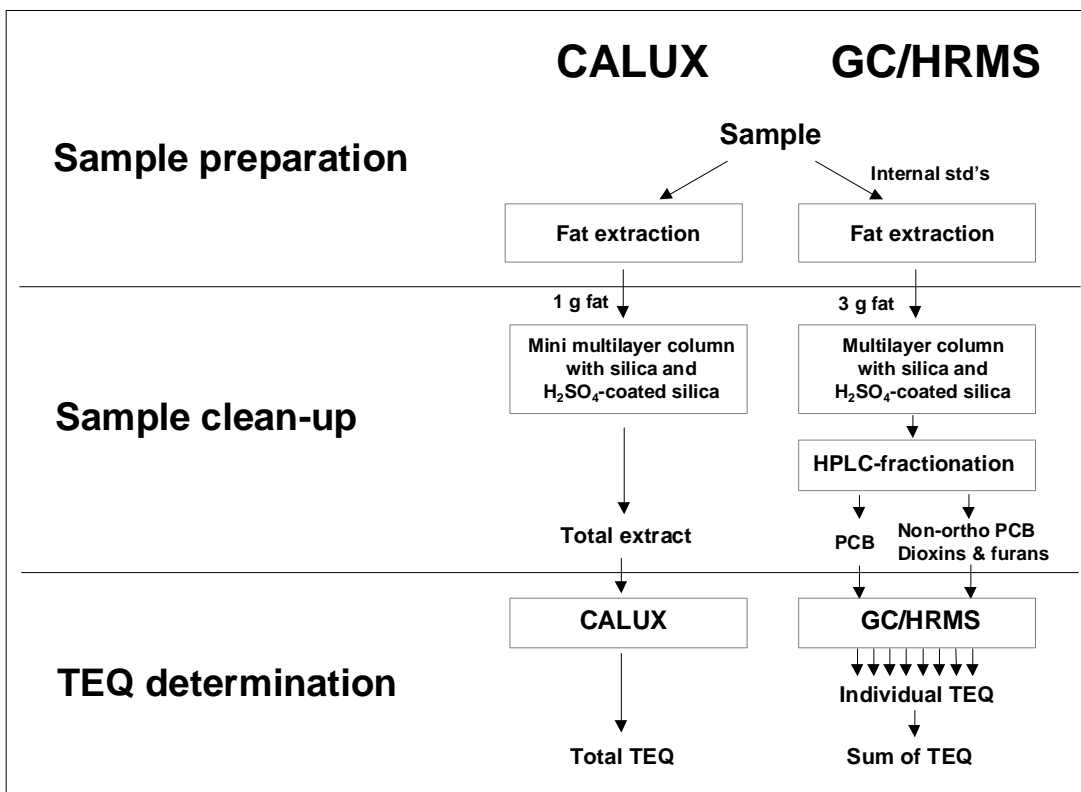 CALUX GC/HRMS
Sample preparation
Sample
Internal std's
Fat extraction Fat extraction
1 g fat 3 g fat
Sample clean-up
Mini multilayer column
with silica and
H₂SO₄-coated silica
Multilayer column
with silica and
H₂SO₄-coated silica
HPLC-fractionation
Total extract
PCB
Non-ortho PCB
Dioxins & furans
TEQ determination
CALUX GC/HRMS
Individual TEQ
Total TEQ Sum of TEQ